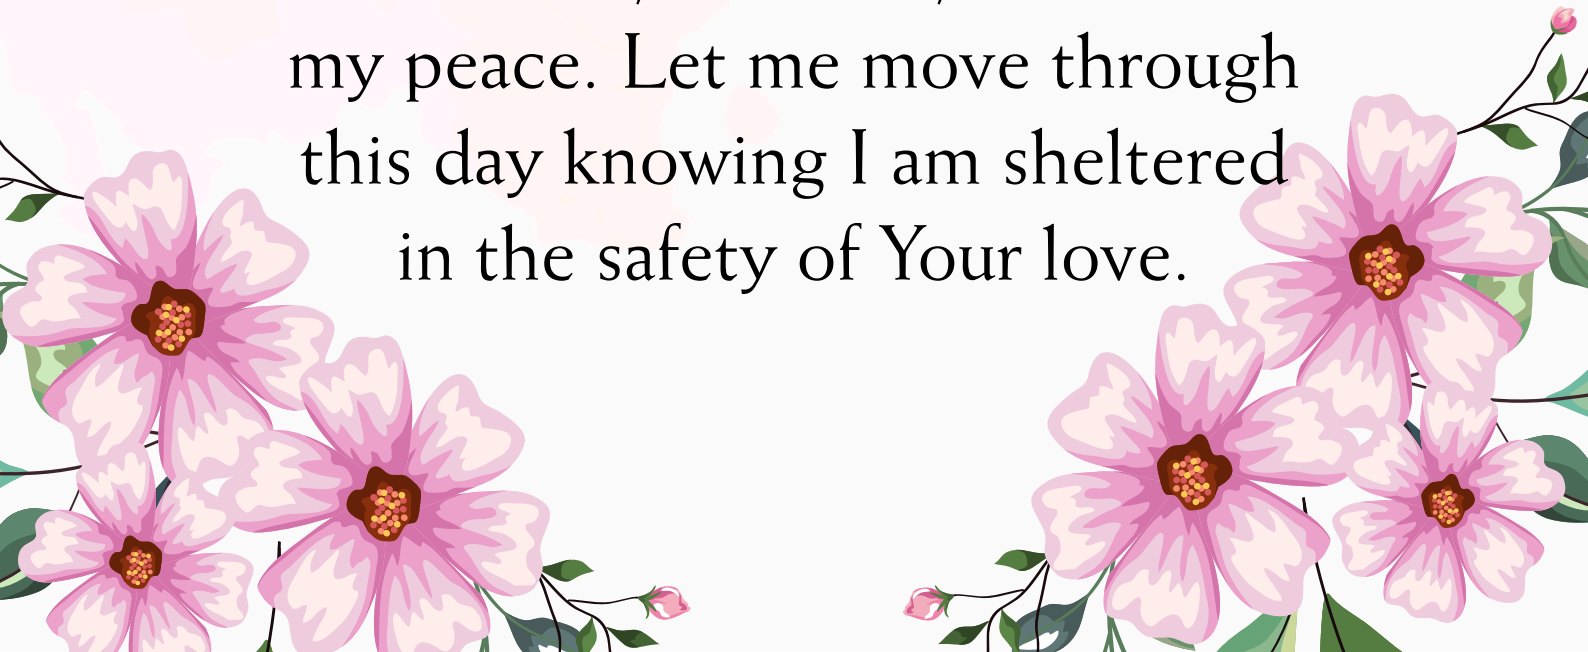 my peace. Let me move through
this day knowing I am sheltered
in the safety of Your love.